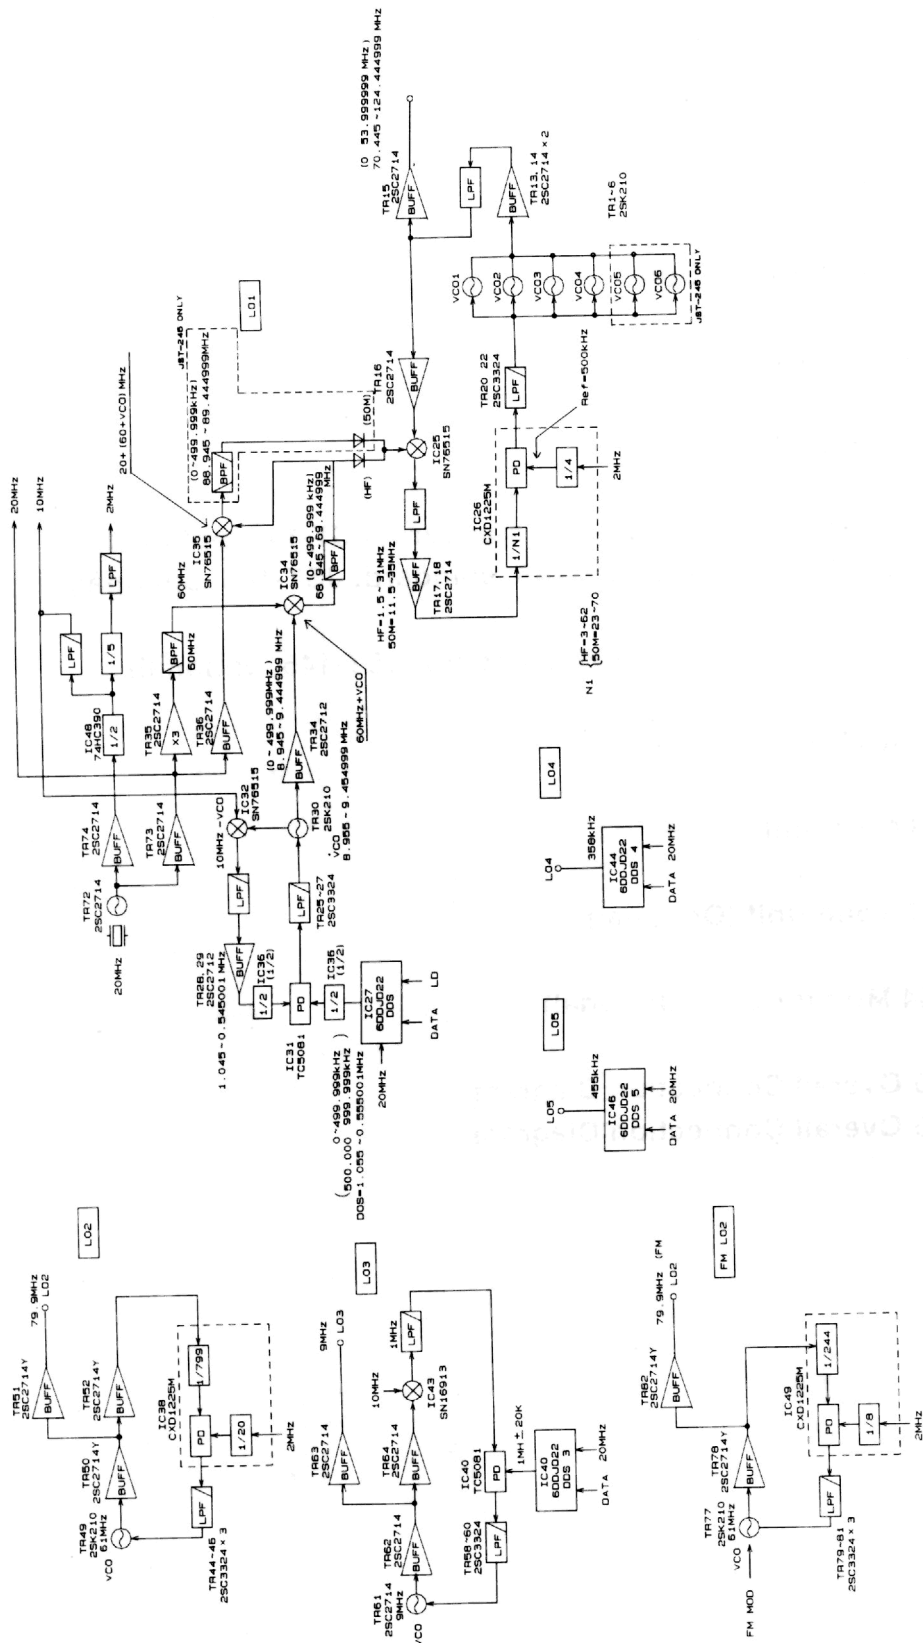 LO1
LO2
LO3
LO4
LO5
FM LO2
20MHz
TR72
2SC2714
TR74
2SC2714
BUFF
TR73
2SC2714
BUFF
IC48
74HC390
1/2
LPF
1/5
LPF
20MHz
10MHz
2MHz
TR35
2SC2714
×3
BPF
60MHz
60MHz
TR36
2SC2714
BUFF
20+(60+VCO)MHz
IC35
SN76515
BPF
(0~499.999kHz)
88.945~89.444999MHz
JST-245 ONLY
IC34
SN76515
BPF
(0~499.999 kHz)
68.945~69.444999
MHz
60MHz+VCO
(50M)
(HF)
10MHz-VCO
IC32
SN76515
LPF
TR28.29
2SC2712
BUFF
1.045~0.545001MHz
1/2
IC36
(1/2)
PD
IC31
TC5081
1/2
IC36
(1/2)
LPF
TR25~27
2SC3324
TR30
2SK210
VCO
8.955~9.454999 MHz
(0~499.999MHz)
8.945~9.444999 MHz
TR34
2SC2712
BUFF
IC27
6DDJD22
DDS
20MHz
DATA
LD
0~499.999kHz
500.000 999.999kHz
DDS=1.055~0.555001MHz
(0 53.999999 MHz)
70.445~124.444999 MHz
TR15
2SC2714
BUFF
LPF
TR13.14
2SC2714×2
BUFF
TR16
2SC2714
BUFF
IC25
SN76515
LPF
TR17.18
2SC2714
BUFF
HF=1.5~31MHz
50M=11.5~35MHz
IC26
CXD1225M
1/N1
PD
1/4
2MHz
Ref=500kHz
N1
HF=3~62
50M=23~70
LPF
TR20 22
2SC3324
VCO1
VCO2
VCO3
VCO4
VCO5
VCO6
TR1~6
2SK210
JST-245 ONLY
LO4
358kHz
IC44
6DDJD22
DDS 4
DATA
20MHz
LO5
455kHz
IC46
6DDJD22
DDS 5
DATA
20MHz
TR49
2SK210
61MHz
VCO
TR50
2SC2714Y
BUFF
TR51
2SC2714Y
BUFF
79.9MHz
LO2
TR52
2SC2714Y
BUFF
IC38
CXD1225M
1/799
PD
1/20
2MHz
LPF
TR44~46
2SC3324×3
TR61
2SC2714
9MHz
VCO
TR62
2SC2714
BUFF
TR63
2SC2714
BUFF
9MHz
LO3
TR64
2SC2714
BUFF
10MHz
IC43
SN16913
1MHz
LPF
IC40
TC5081
PD
1MH±20K
LPF
TR58~60
2SC3324
IC40
6DDJD22
DDS 3
DATA
20MHz
FM MOD
VCO
TR77
2SK210
61MHz
TR78
2SC2714Y
BUFF
TR82
2SC2714Y
BUFF
79.9MHz (FM
LO2
IC49
CXD1225M
1/244
PD
1/8
2MHz
LPF
TR79~81
2SC3324×3